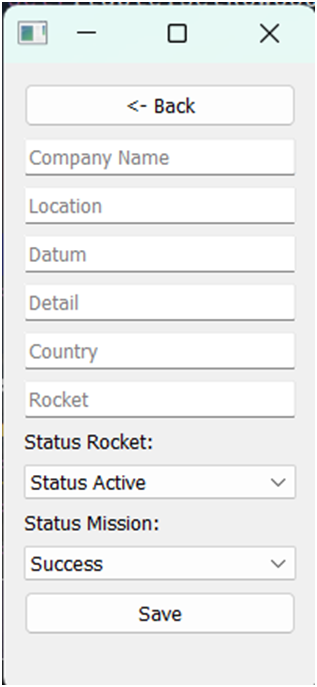 <- Back
Company Name
Location
Datum
Detail
Country
Rocket
Status Rocket:
Status Active
Status Mission:
Success
Save